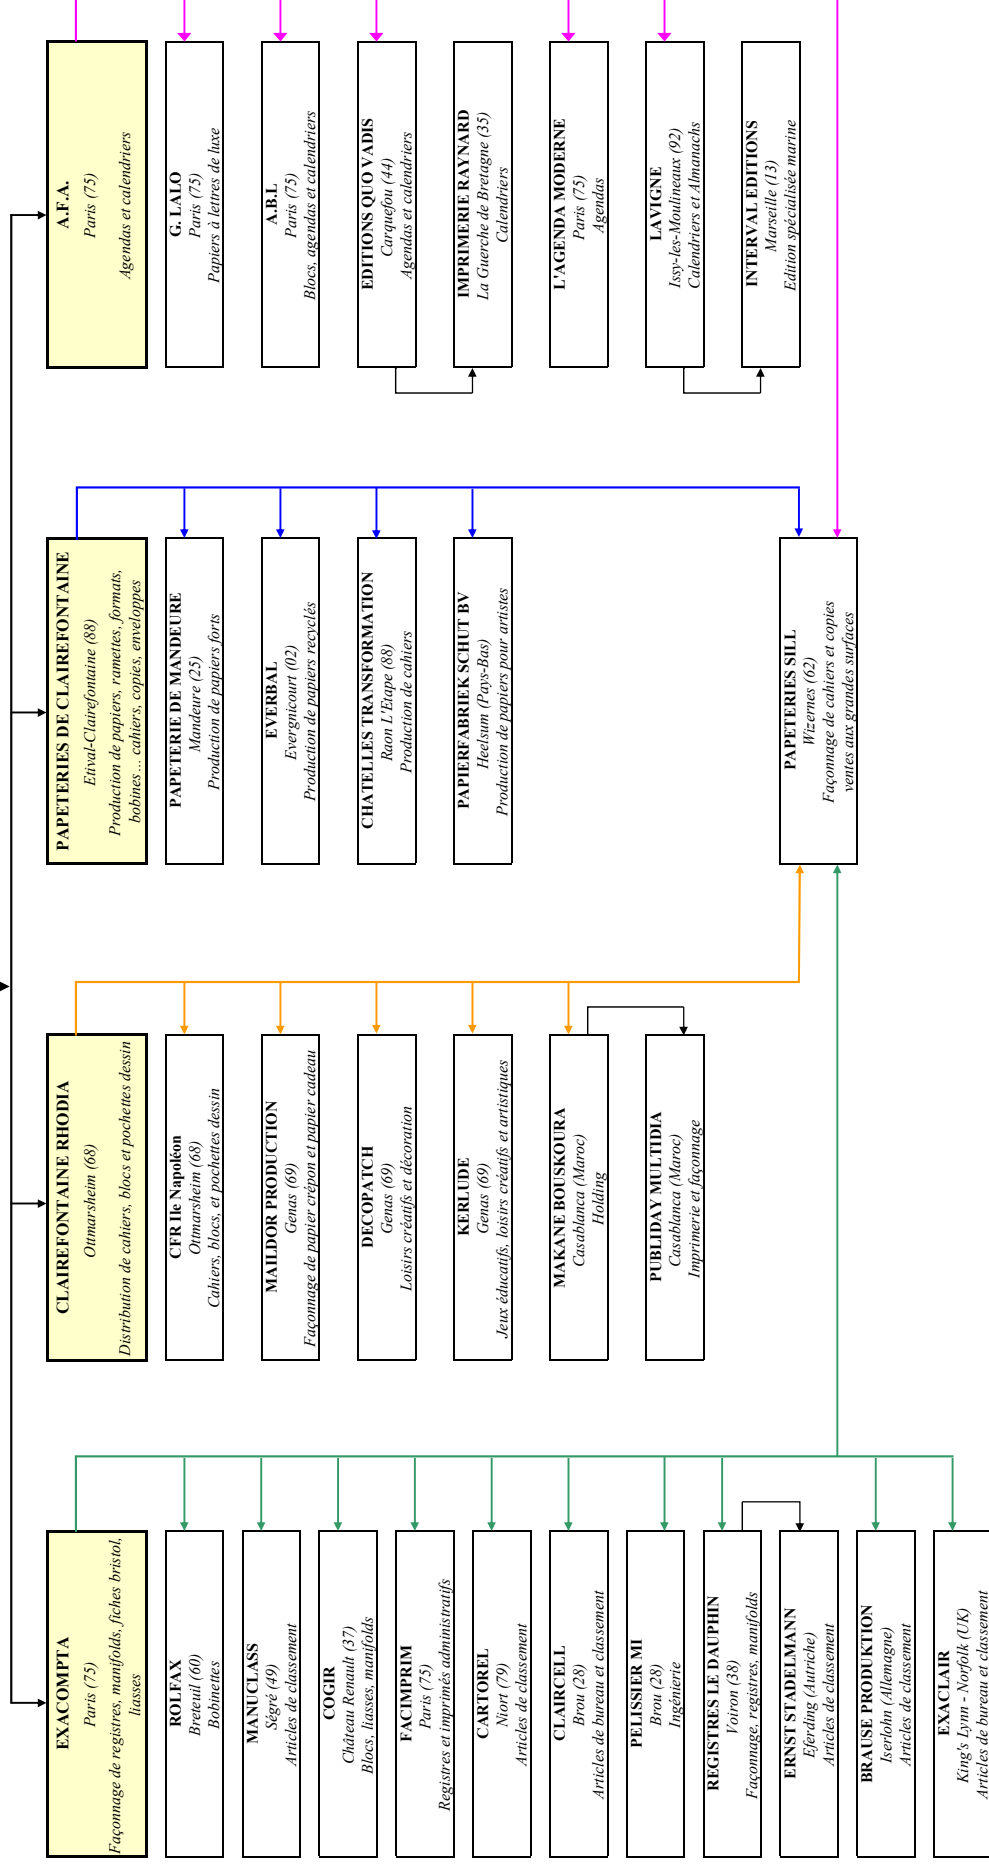 EXACOMPTA
Paris (75)
Façonnage de registres, manifolds, fiches bristol,
liasses
ROLFAX
Breteuil (60)
Bobinettes
MANUCLASS
Ségré (49)
Articles de classement
COGIR
Château Renault (37)
Blocs, liasses, manifolds
FACIMPRIM
Paris (75)
Registres et imprimés administratifs
CARTOREL
Niort (79)
Articles de classement
CLAIRCELL
Brou (28)
Articles de bureau et classement
PELISSIER MI
Brou (28)
Ingénierie
REGISTRES LE DAUPHIN
Voiron (38)
Façonnage, registres, manifolds
ERNST STADELMANN
Eferding (Autriche)
Articles de classement
BRAUSE PRODUKTION
Iserlohn (Allemagne)
Articles de classement
EXACLAIR
King's Lynn - Norfolk (UK)
Articles de bureau et classement
CLAIREFONTAINE RHODIA
Ottmarsheim (68)
Distribution de cahiers, blocs et pochettes dessin
CFR Ile Napoléon
Ottmarsheim (68)
Cahiers, blocs, et pochettes dessin
MAILDOR PRODUCTION
Genas (69)
Façonnage de papier crépon et papier cadeau
DECOPATCH
Genas (69)
Loisirs créatifs et décoration
KERLUDE
Genas (69)
Jeux éducatifs, loisirs créatifs et artistiques
MAKANE BOUSKOURA
Casablanca (Maroc)
Holding
PUBLIDAY MULTIDIA
Casablanca (Maroc)
Imprimerie et façonnage
PAPETERIES DE CLAIREFONTAINE
Etival-Clairefontaine (88)
Production de papiers, ramettes, formats,
bobines ... cahiers, copies, enveloppes
PAPETERIE DE MANDEURE
Mandeure (25)
Production de papiers forts
EVERBAL
Evergnicourt (02)
Production de papiers recyclés
CHATELLES TRANSFORMATION
Raon L'Etape (88)
Production de cahiers
PAPIERFABRIEK SCHUT BV
Heelsum (Pays-Bas)
Production de papiers pour artistes
PAPETERIES SILL
Wizernes (62)
Façonnage de cahiers et copies
ventes aux grandes surfaces
A.F.A.
Paris (75)
Agendas et calendriers
G. LALO
Paris (75)
Papiers à lettres de luxe
A.B.L
Paris (75)
Blocs, agendas et calendriers
EDITIONS QUO VADIS
Carquefou (44)
Agendas et calendriers
IMPRIMERIE RAYNARD
La Guerche de Bretagne (35)
Calendriers
L'AGENDA MODERNE
Paris (75)
Agendas
LAVIGNE
Issy-les-Moulineaux (92)
Calendriers et Almanachs
INTERVAL EDITIONS
Marseille (13)
Edition spécialisée marine